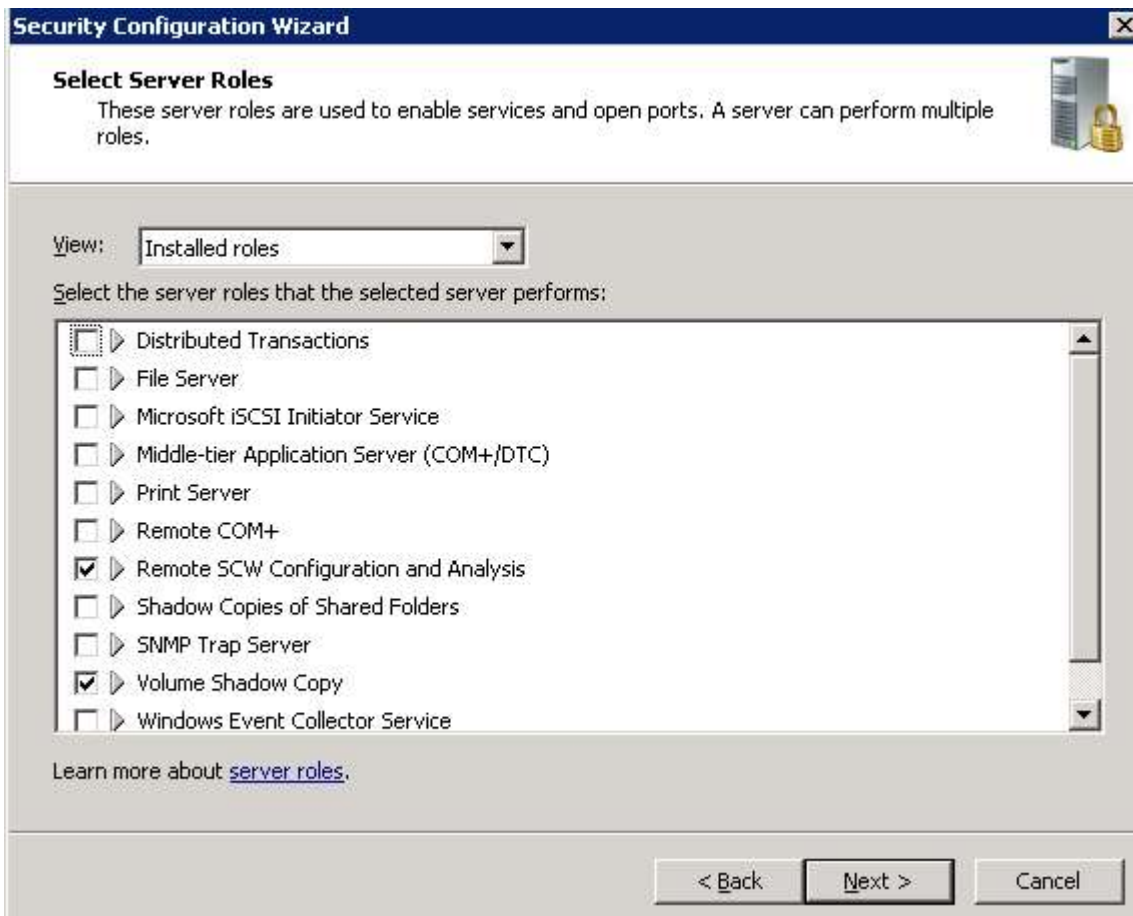 Security Configuration Wizard
Select Server Roles
These server roles are used to enable services and open ports. A server can perform multiple
roles.
View:
Installed roles
Select the server roles that the selected server performs:
Distributed Transactions
File Server
Microsoft iSCSI Initiator Service
Middle-tier Application Server (COM+/DTC)
Print Server
Remote COM+
Remote SCW Configuration and Analysis
Shadow Copies of Shared Folders
SNMP Trap Server
Volume Shadow Copy
Windows Event Collector Service
Learn more about server roles.
< Back
Next >
Cancel